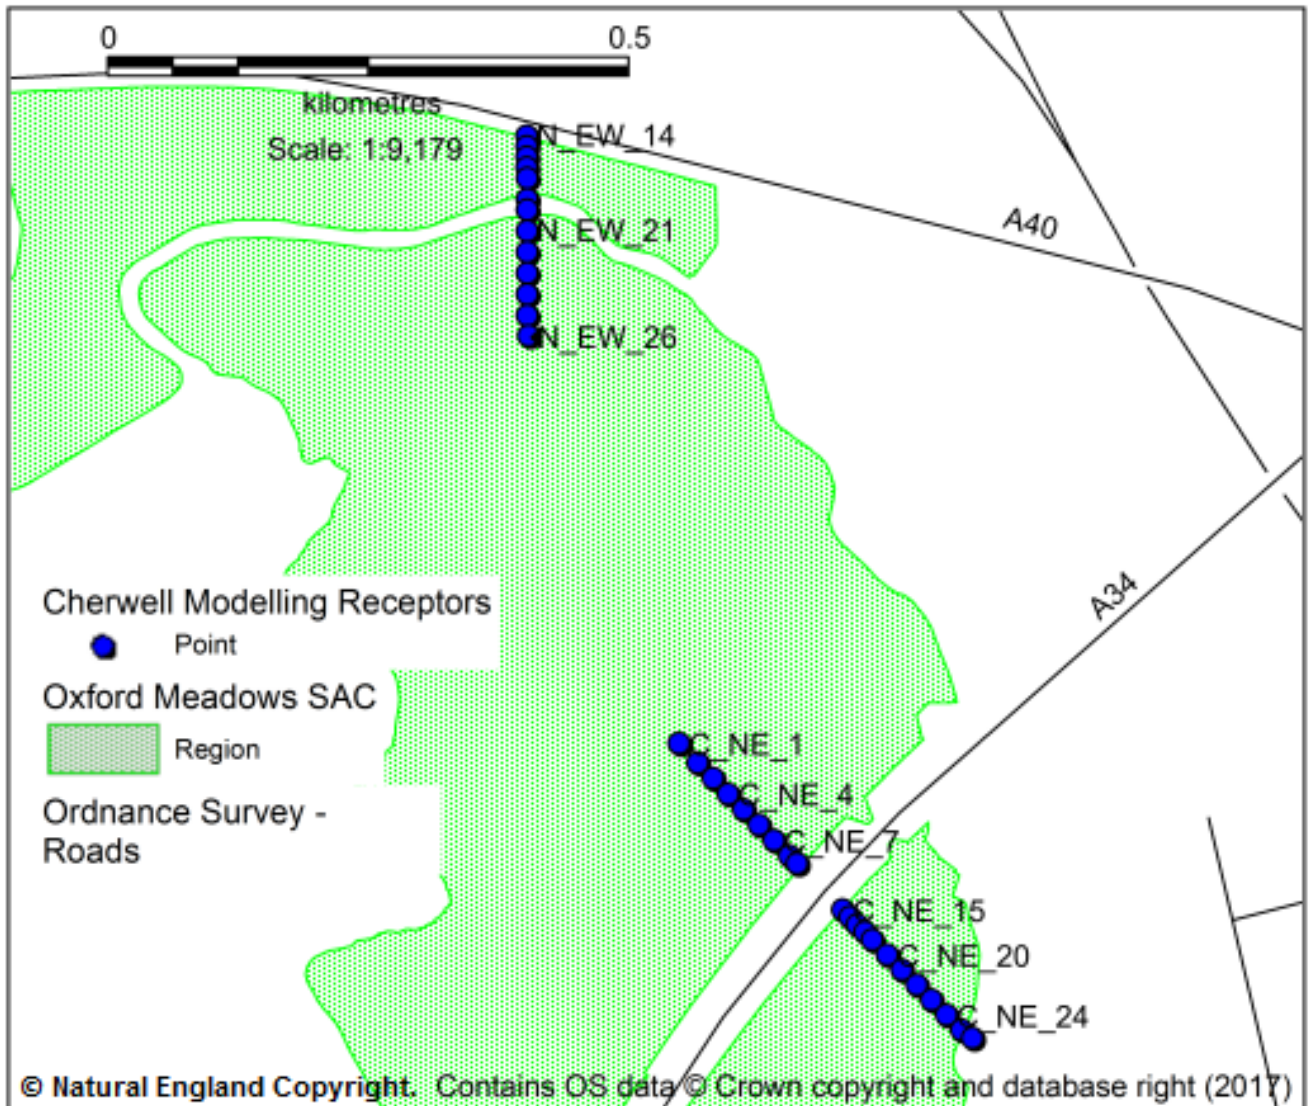 0 0.5
kilometres
Scale: 1:9,179
N_EW_14
N_EW_21
N_EW_26
A40
A34
Cherwell Modelling Receptors
Point
Oxford Meadows SAC
Region
Ordnance Survey -
Roads
C_NE_1
C_NE_4
C_NE_7
C_NE_15
C_NE_20
C_NE_24
© Natural England Copyright. Contains OS data © Crown copyright and database right (2017)